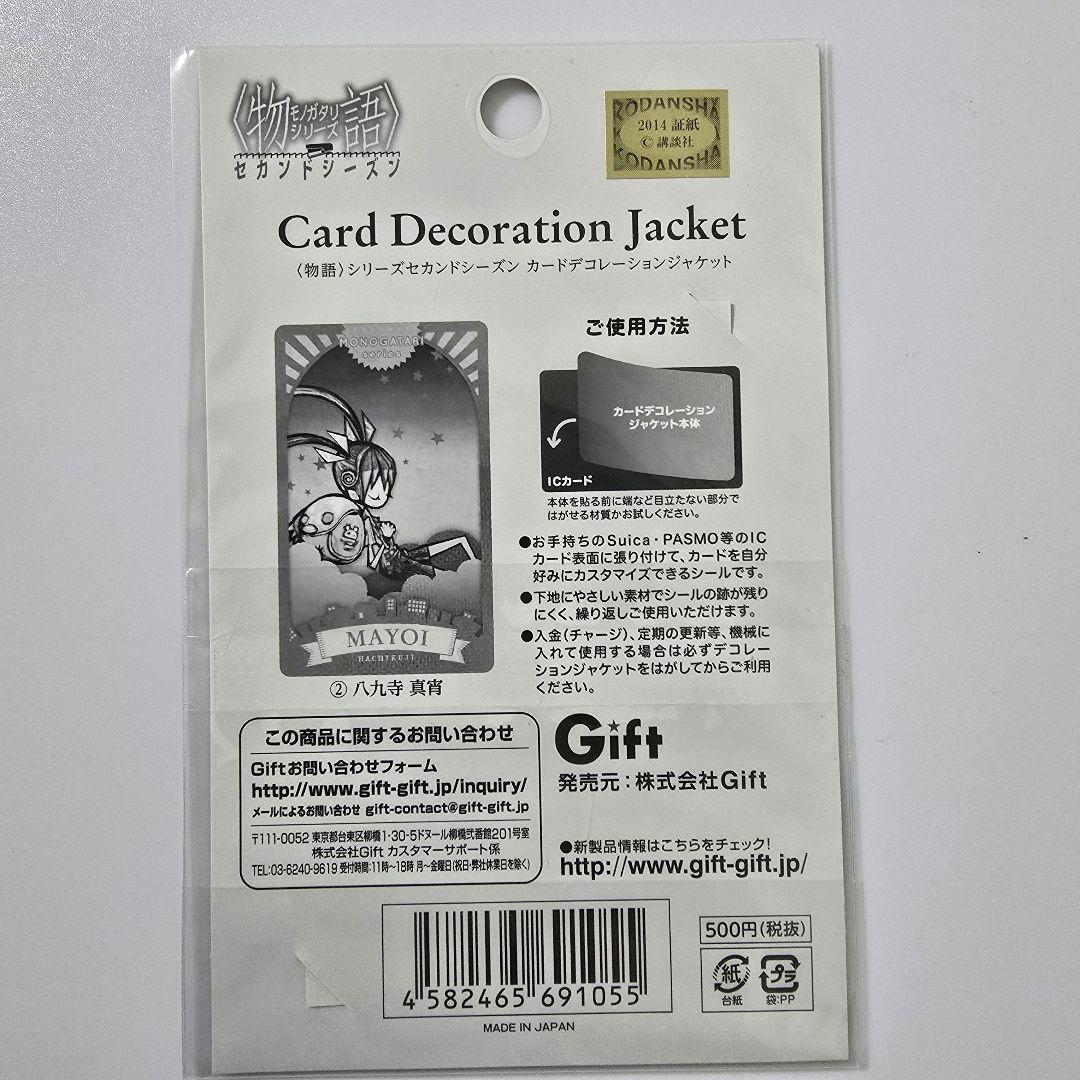 〈物語〉
モノガタリ
シリーズ
セカンドシーズン
KODANSHA
2014 証紙
©講談社
KODANSHA
Card Decoration Jacket
〈物語〉シリーズセカンドシーズン カードデコレーションジャケット
MONOGATARI
series
MAYOI
HACHIKUJI
② 八九寺 真宵
ご使用方法
カードデコレーション
ジャケット本体
ICカード
本体を貼る前に端など目立たない部分で
はがせる材質かお試しください。
●お手持ちのSuica・PASMO等のIC
カード表面に張り付けて、カードを自分
好みにカスタマイズできるシールです。
●下地にやさしい素材でシールの跡が残り
にくく、繰り返しご使用いただけます。
●入金(チャージ)、定期の更新等、機械に
入れて使用する場合は必ずデコレー
ションジャケットをはがしてからご利用
ください。
この商品に関するお問い合わせ
Giftお問い合わせフォーム
http://www.gift-gift.jp/inquiry/
メールによるお問い合わせ gift-contact@gift-gift.jp
〒111-0052 東京都台東区柳橋1-30-5ドヌール柳橋弐番館201号室
株式会社Gift カスタマーサポート係
TEL:03-6240-9619 受付時間:11時〜18時 月〜金曜日(祝日・弊社休業日を除く)
Gift
発売元:株式会社Gift
●新製品情報はこちらをチェック!
http://www.gift-gift.jp/
4 582465 691055
MADE IN JAPAN
500円(税抜)
紙
台紙
プラ
袋:PP